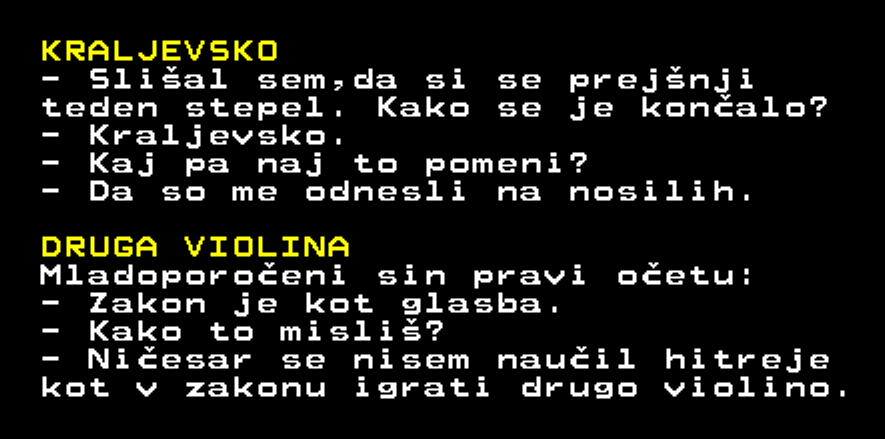 KRALJEVSKO
- Slišal sem,da si se prejšnji
teden stepel. Kako se je končalo?
- Kraljevsko.
- Kaj pa naj to pomeni?
- Da so me odnesli na nosilih.
DRUGA VIOLINA
Mladoporočeni sin pravi očetu:
- Zakon je kot glasba.
- Kako to misliš?
- Ničesar se nisem naučil hitreje
kot v zakonu igrati drugo violino.